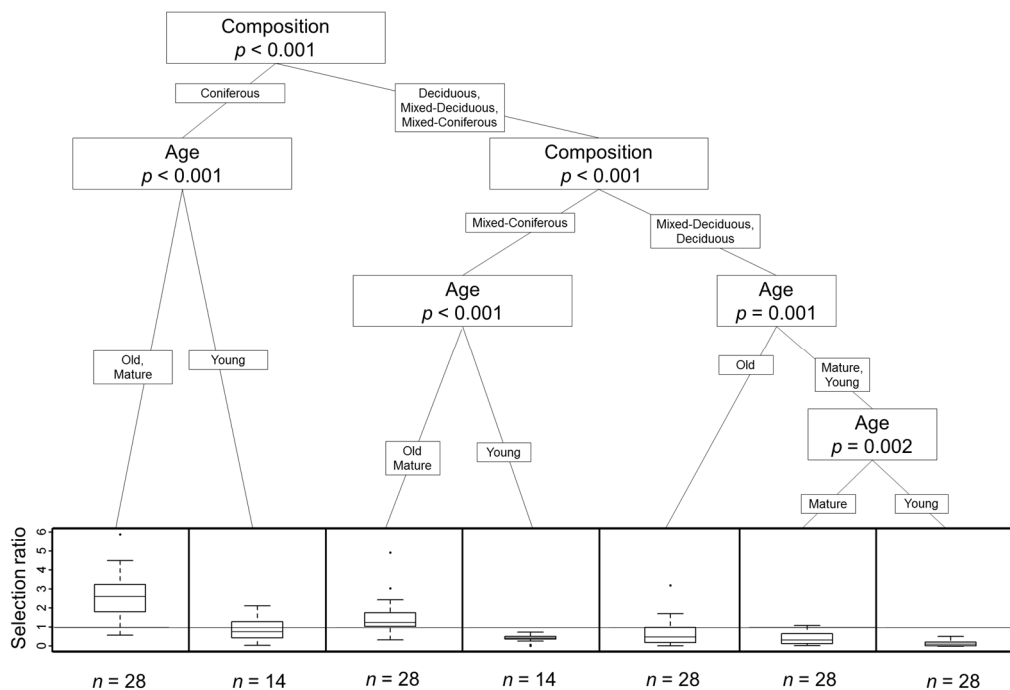 Composition
p < 0.001
Coniferous
Deciduous,
Mixed-Deciduous,
Mixed-Coniferous
Age
p < 0.001
Composition
p < 0.001
Mixed-Coniferous
Mixed-Deciduous,
Deciduous
Age
p < 0.001
Age
p = 0.001
Old,
Mature
Young
Old
Mature,
Young
Age
p = 0.002
Old
Mature
Young
Mature
Young
Selection ratio
6
5
4
3
2
1
0
n = 28
n = 14
n = 28
n = 14
n = 28
n = 28
n = 28